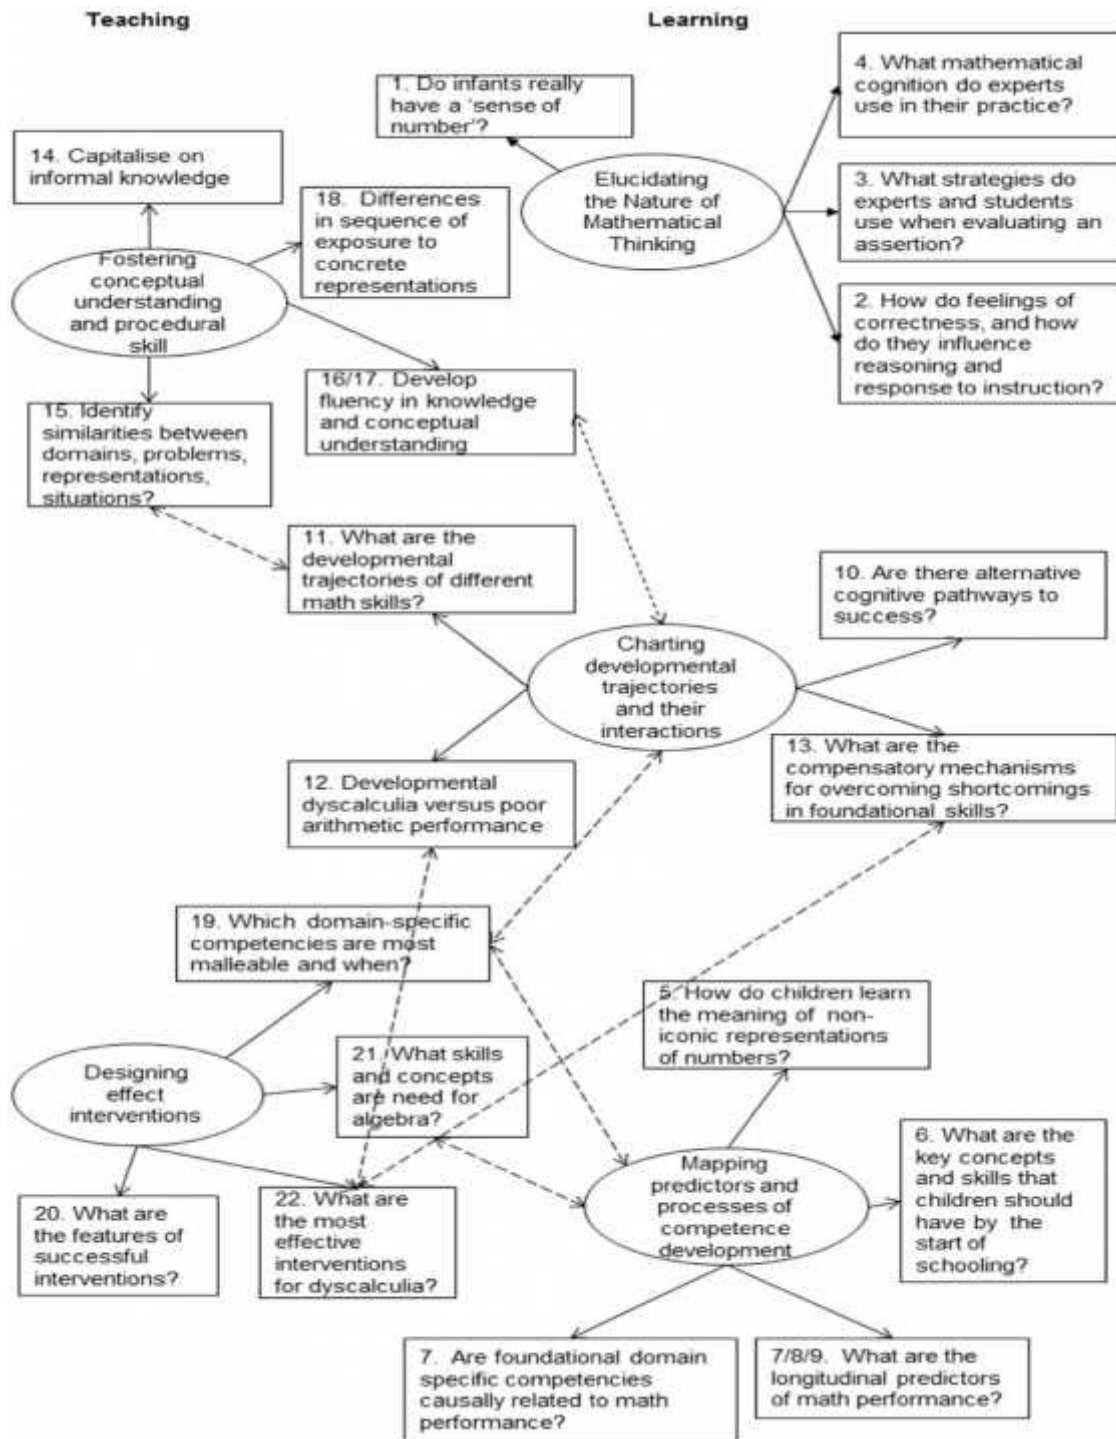 Teaching
Learning
1. Do infants really
have a ‘sense of
number’?
4. What mathematical
cognition do experts
use in their practice?
14. Capitalise on
informal knowledge
18. Differences
in sequence of
exposure to
concrete
representations
Elucidating
the Nature of
Mathematical
Thinking
3. What strategies do
experts and students
use when evaluating an
assertion?
Fostering
conceptual
understanding
and procedural
skill
2. How do feelings of
correctness, and how
do they influence
reasoning and
response to instruction?
16/17. Develop
fluency in knowledge
and conceptual
understanding
15. Identify
similarities between
domains, problems,
representations,
situations?
11. What are the
developmental
trajectories of different
math skills?
10. Are there alternative
cognitive pathways to
success?
Charting
developmental
trajectories
and their
interactions
13. What are the
compensatory mechanisms
for overcoming shortcomings
in foundational skills?
12. Developmental
dyscalculia versus poor
arithmetic performance
19. Which domain-specific
competencies are most
malleable and when?
5. How do children learn
the meaning of non-
iconic representations
of numbers?
21. What skills
and concepts
are need for
algebra?
Designing
effect
interventions
6. What are the
key concepts
and skills that
children should
have by the
start of
schooling?
Mapping
predictors and
processes of
competence
development
20. What are
the features of
successful
interventions?
22. What are
the most
effective
interventions
for dyscalculia?
7. Are foundational domain
specific competencies
causally related to math
performance?
7/8/9. What are the
longitudinal predictors
of math performance?